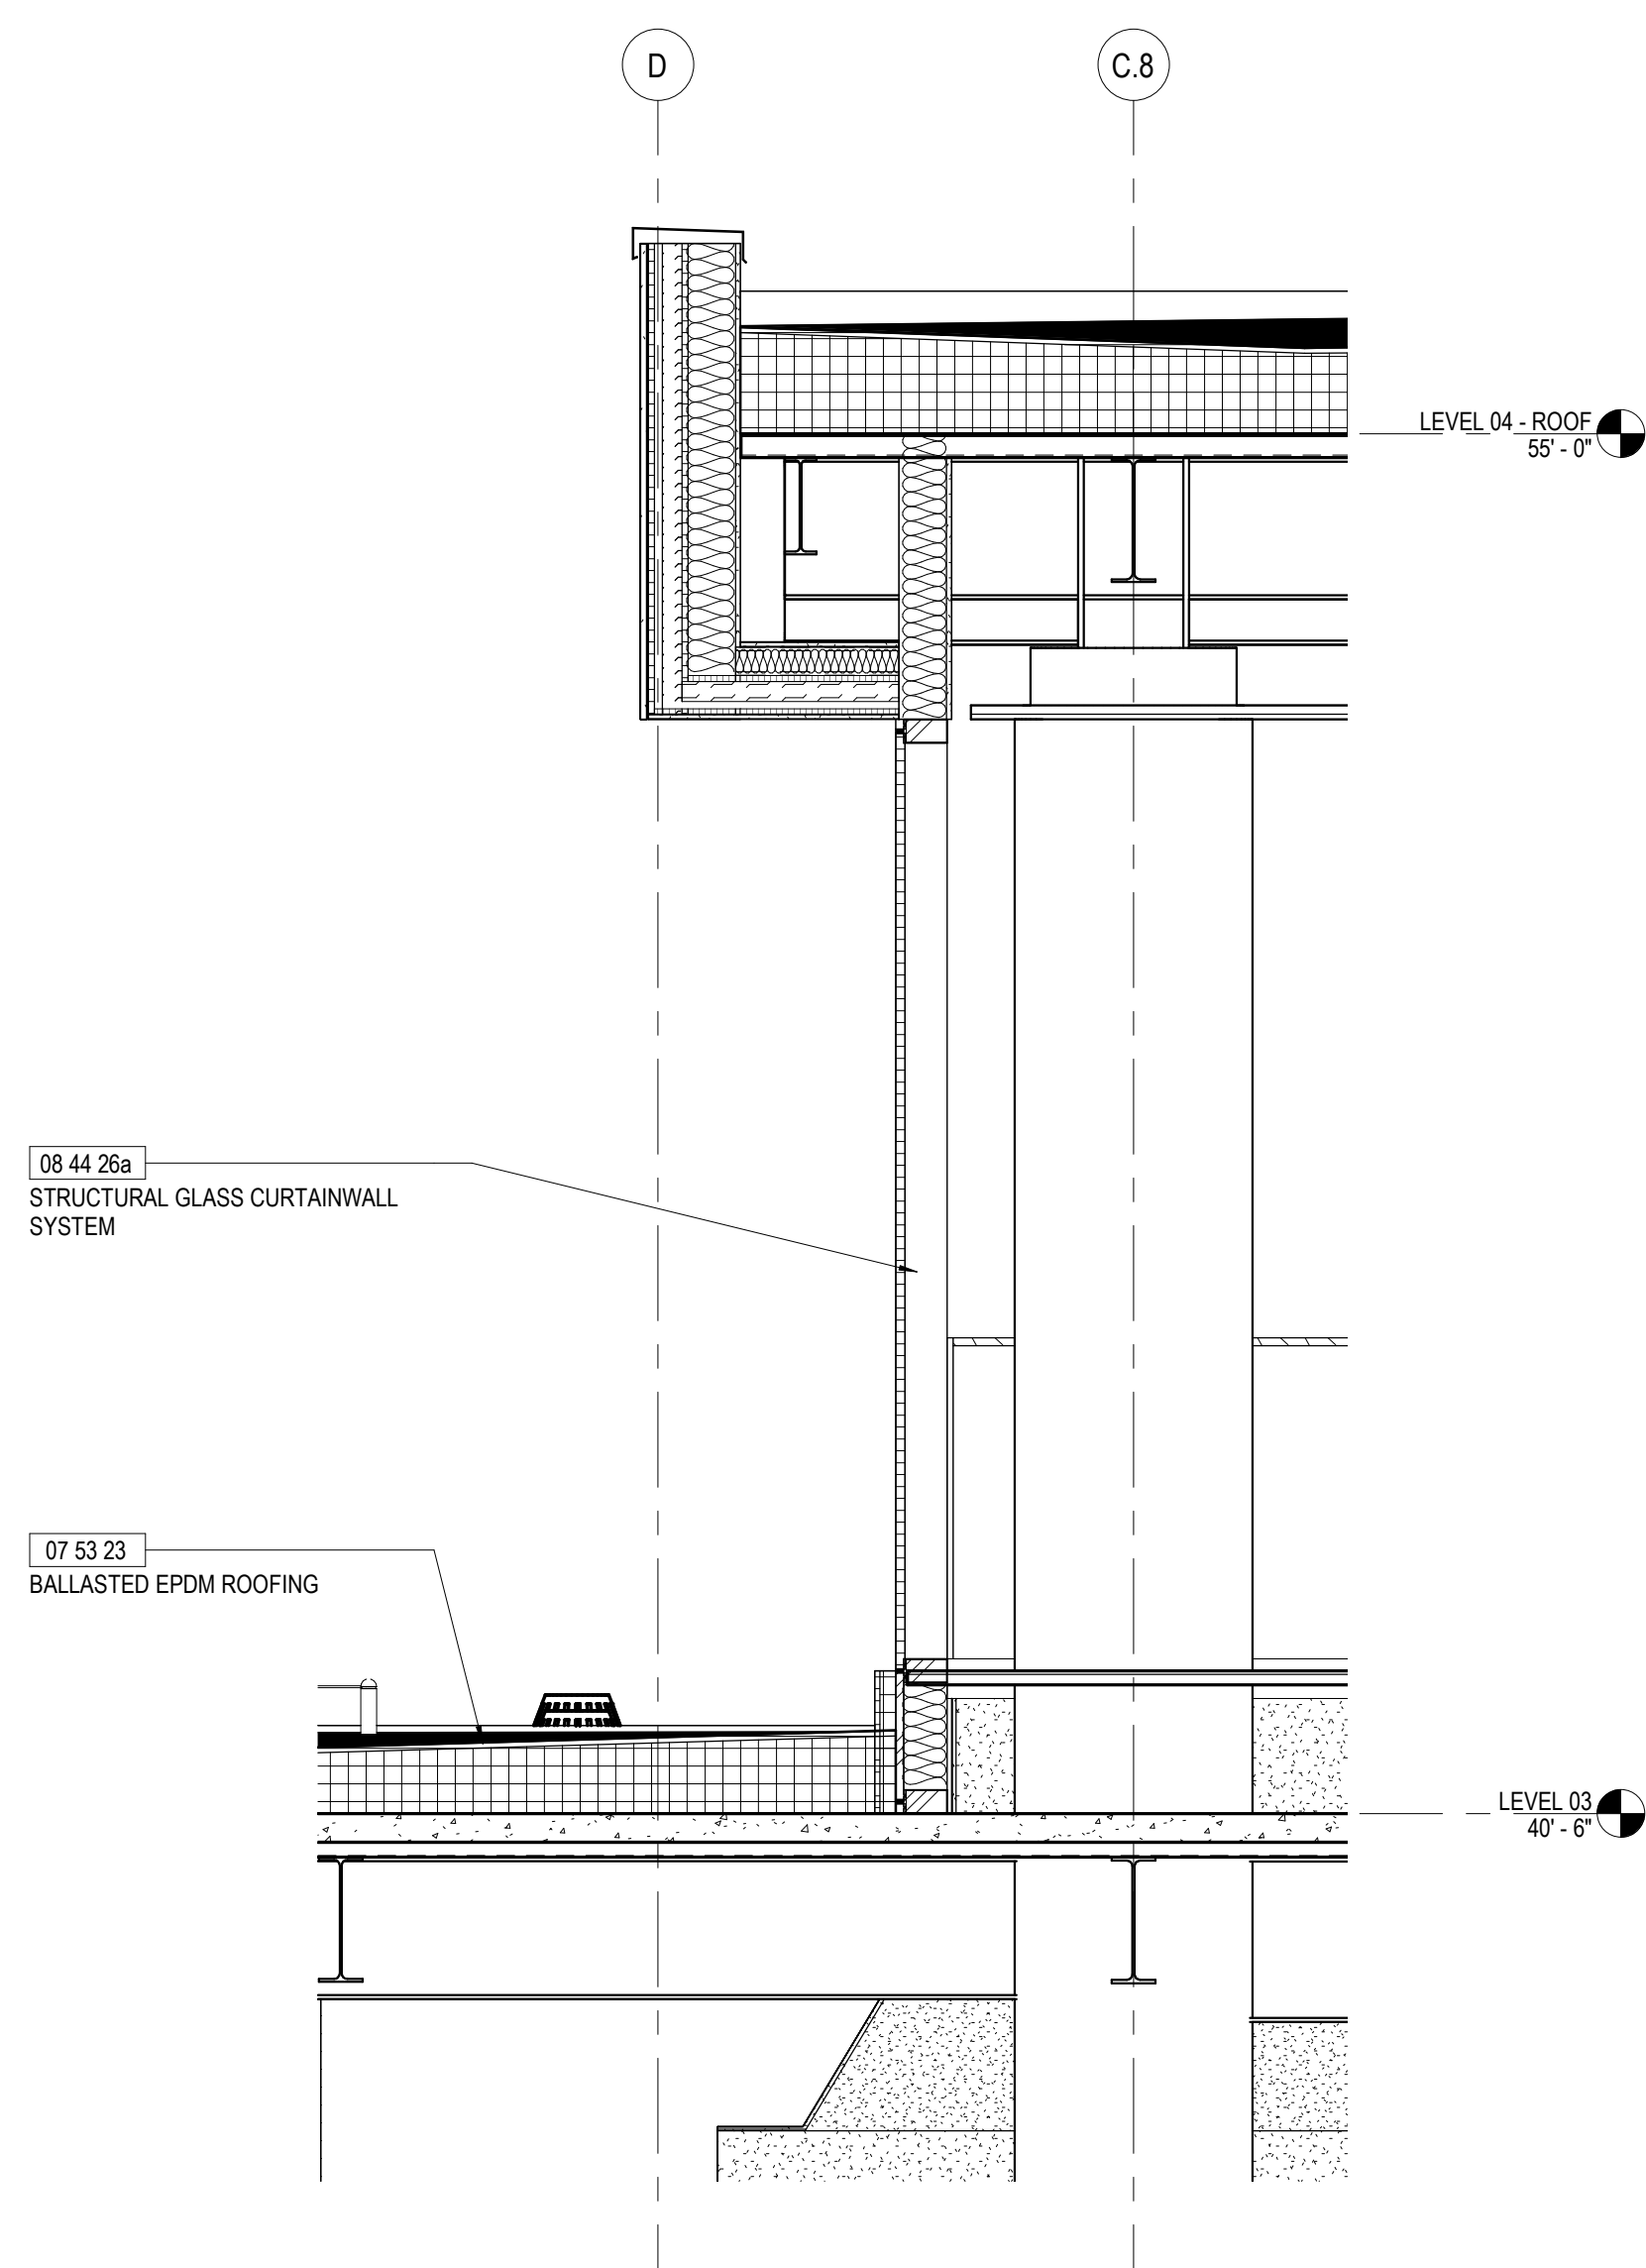 D
C.8
LEVEL 04 - ROOF
55' - 0"
08 44 26a
STRUCTURAL GLASS CURTAINWALL
SYSTEM
07 53 23
BALLASTED EPDM ROOFING
LEVEL 03
40' - 6"